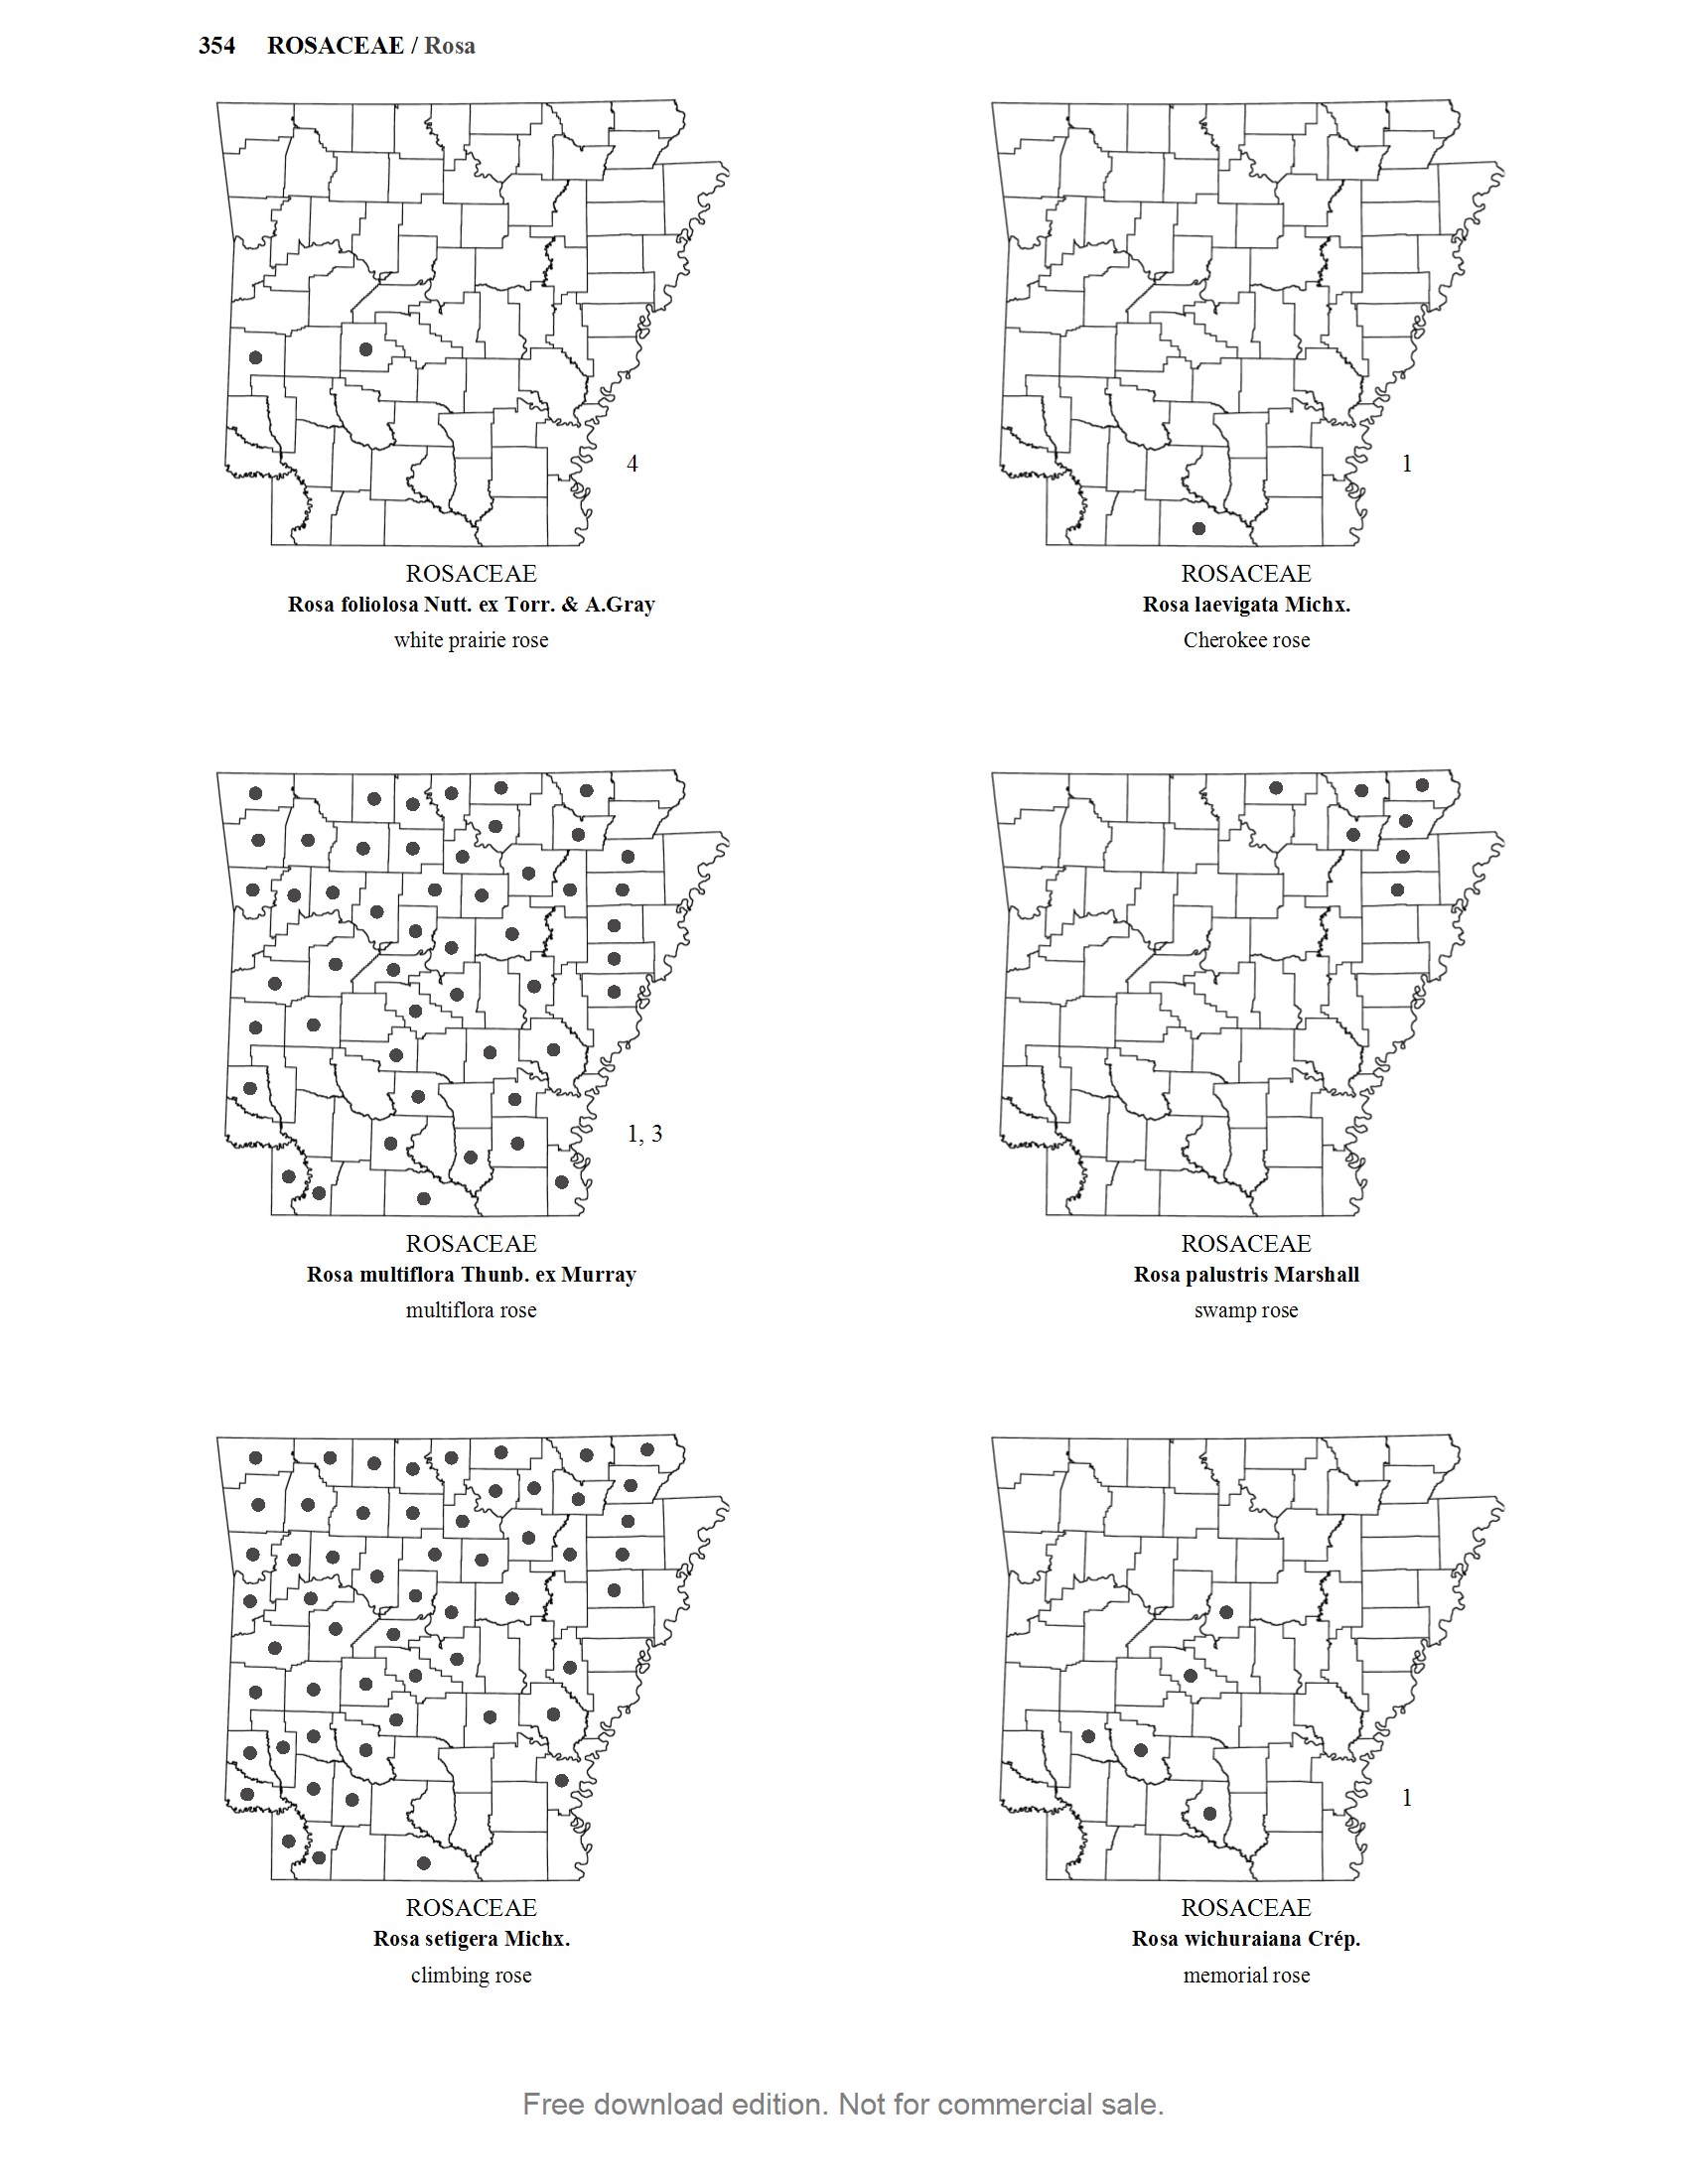 354 ROSACEAE / Rosa
4
ROSACEAE
Rosa foliolosa Nutt. ex Torr. & A.Gray
white prairie rose
1
ROSACEAE
Rosa laevigata Michx.
Cherokee rose
1, 3
ROSACEAE
Rosa multiflora Thunb. ex Murray
multiflora rose
ROSACEAE
Rosa palustris Marshall
swamp rose
ROSACEAE
Rosa setigera Michx.
climbing rose
1
ROSACEAE
Rosa wichuraiana Crép.
memorial rose
Free download edition. Not for commercial sale.